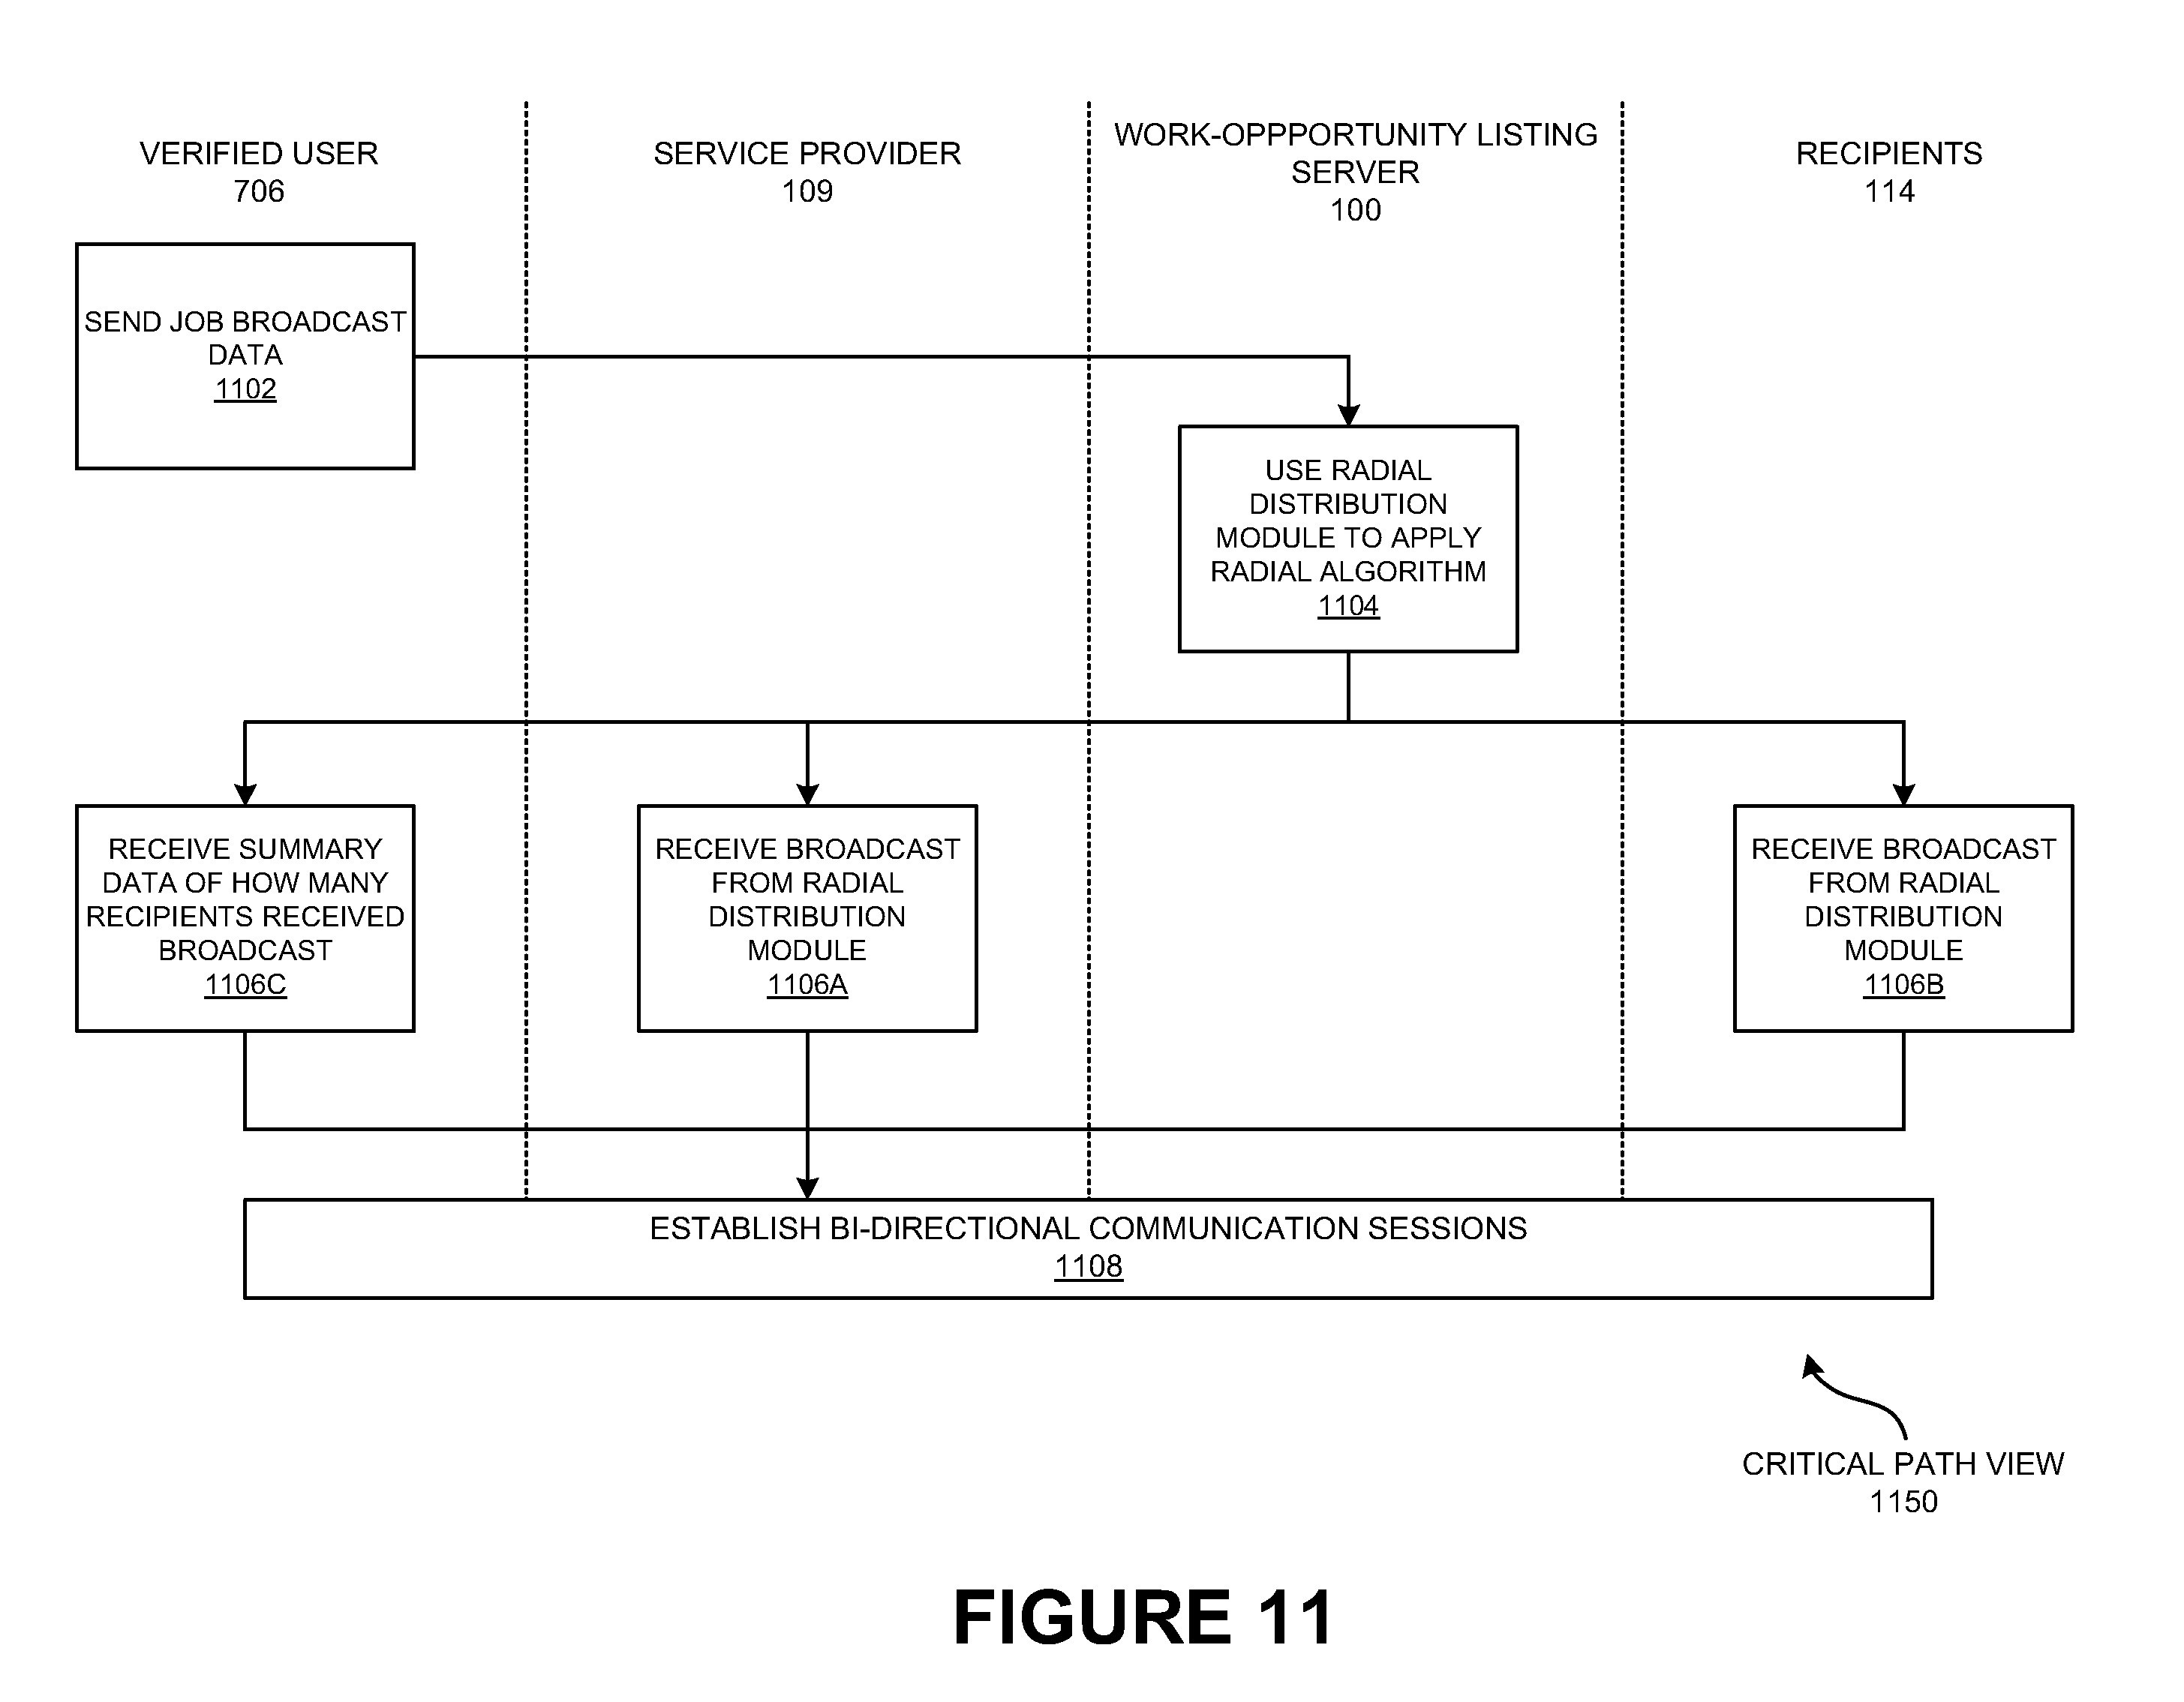 VERIFIED USER
706
SERVICE PROVIDER
109
WORK-OPPPORTUNITY LISTING
SERVER
100
RECIPIENTS
114
SEND JOB BROADCAST
DATA
1102
USE RADIAL
DISTRIBUTION
MODULE TO APPLY
RADIAL ALGORITHM
1104
RECEIVE SUMMARY
DATA OF HOW MANY
RECIPIENTS RECEIVED
BROADCAST
1106C
RECEIVE BROADCAST
FROM RADIAL
DISTRIBUTION
MODULE
1106A
RECEIVE BROADCAST
FROM RADIAL
DISTRIBUTION
MODULE
1106B
ESTABLISH BI-DIRECTIONAL COMMUNICATION SESSIONS
1108
CRITICAL PATH VIEW
1150
FIGURE 11